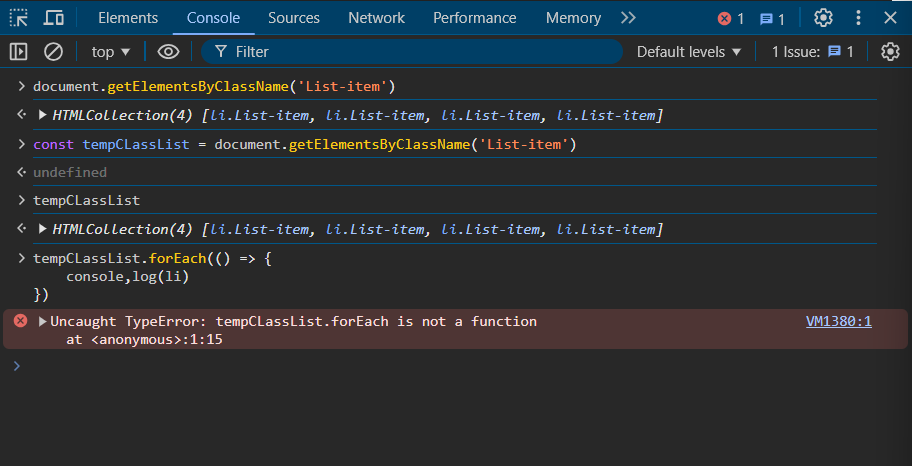 Elements Console Sources Network Performance Memory 1 1
top Filter Default levels 1 Issue: 1
document.getElementsByClassName('List-item')
HTMLCollection(4) [li.List-item, li.List-item, li.List-item, li.List-item]
const tempCLassList = document.getElementsByClassName('List-item')
undefined
tempCLassList
HTMLCollection(4) [li.List-item, li.List-item, li.List-item, li.List-item]
tempCLassList.forEach(() => {
console,log(li)
})
Uncaught TypeError: tempCLassList.forEach is not a function VM1380:1
at <anonymous>:1:15